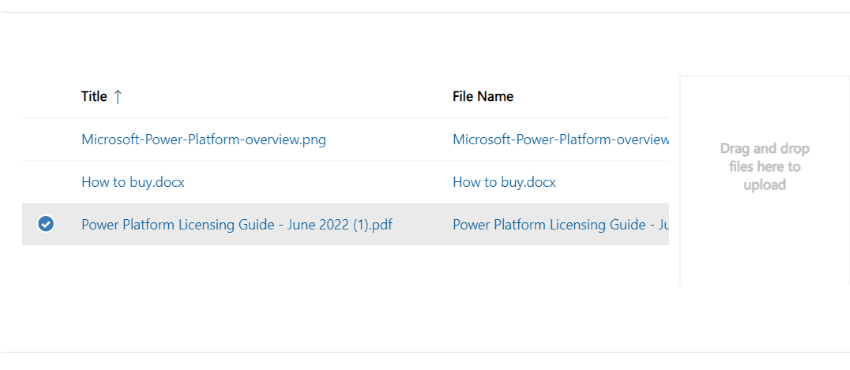 Title ↑ File Name
Microsoft-Power-Platform-overview.png Microsoft-Power-Platform-overview
How to buy.docx How to buy.docx
Power Platform Licensing Guide - June 2022 (1).pdf Power Platform Licensing Guide -
Drag and drop
files here to
upload